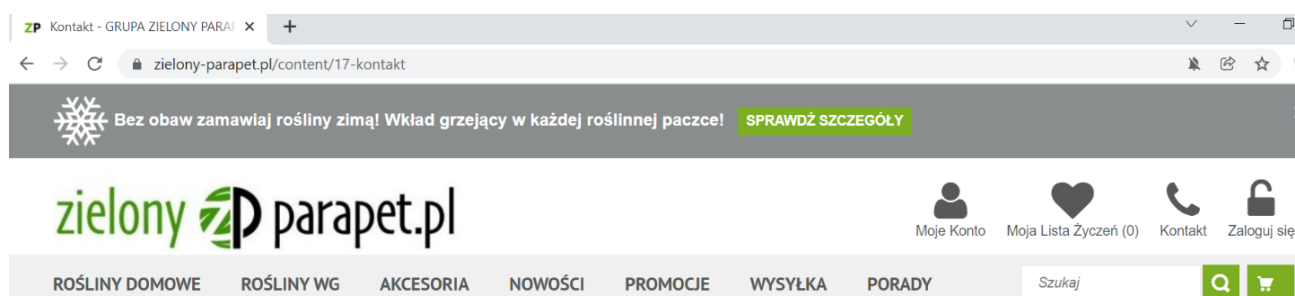 ZP Kontakt - GRUPA ZIELONY PARA
zielony-parapet.pl/content/17-kontakt
Bez obaw zamawiaj rośliny zimą! Wkład grzejący w każdej roślinnej paczce! SPRAWDŹ SZCZEGÓŁY
zielony ZP parapet.pl
Moje Konto Moja Lista Życzeń (0) Kontakt Zaloguj się
ROŚLINY DOMOWE ROŚLINY WG AKCESORIA NOWOŚCI PROMOCJE WYSYŁKA PORADY Szukaj